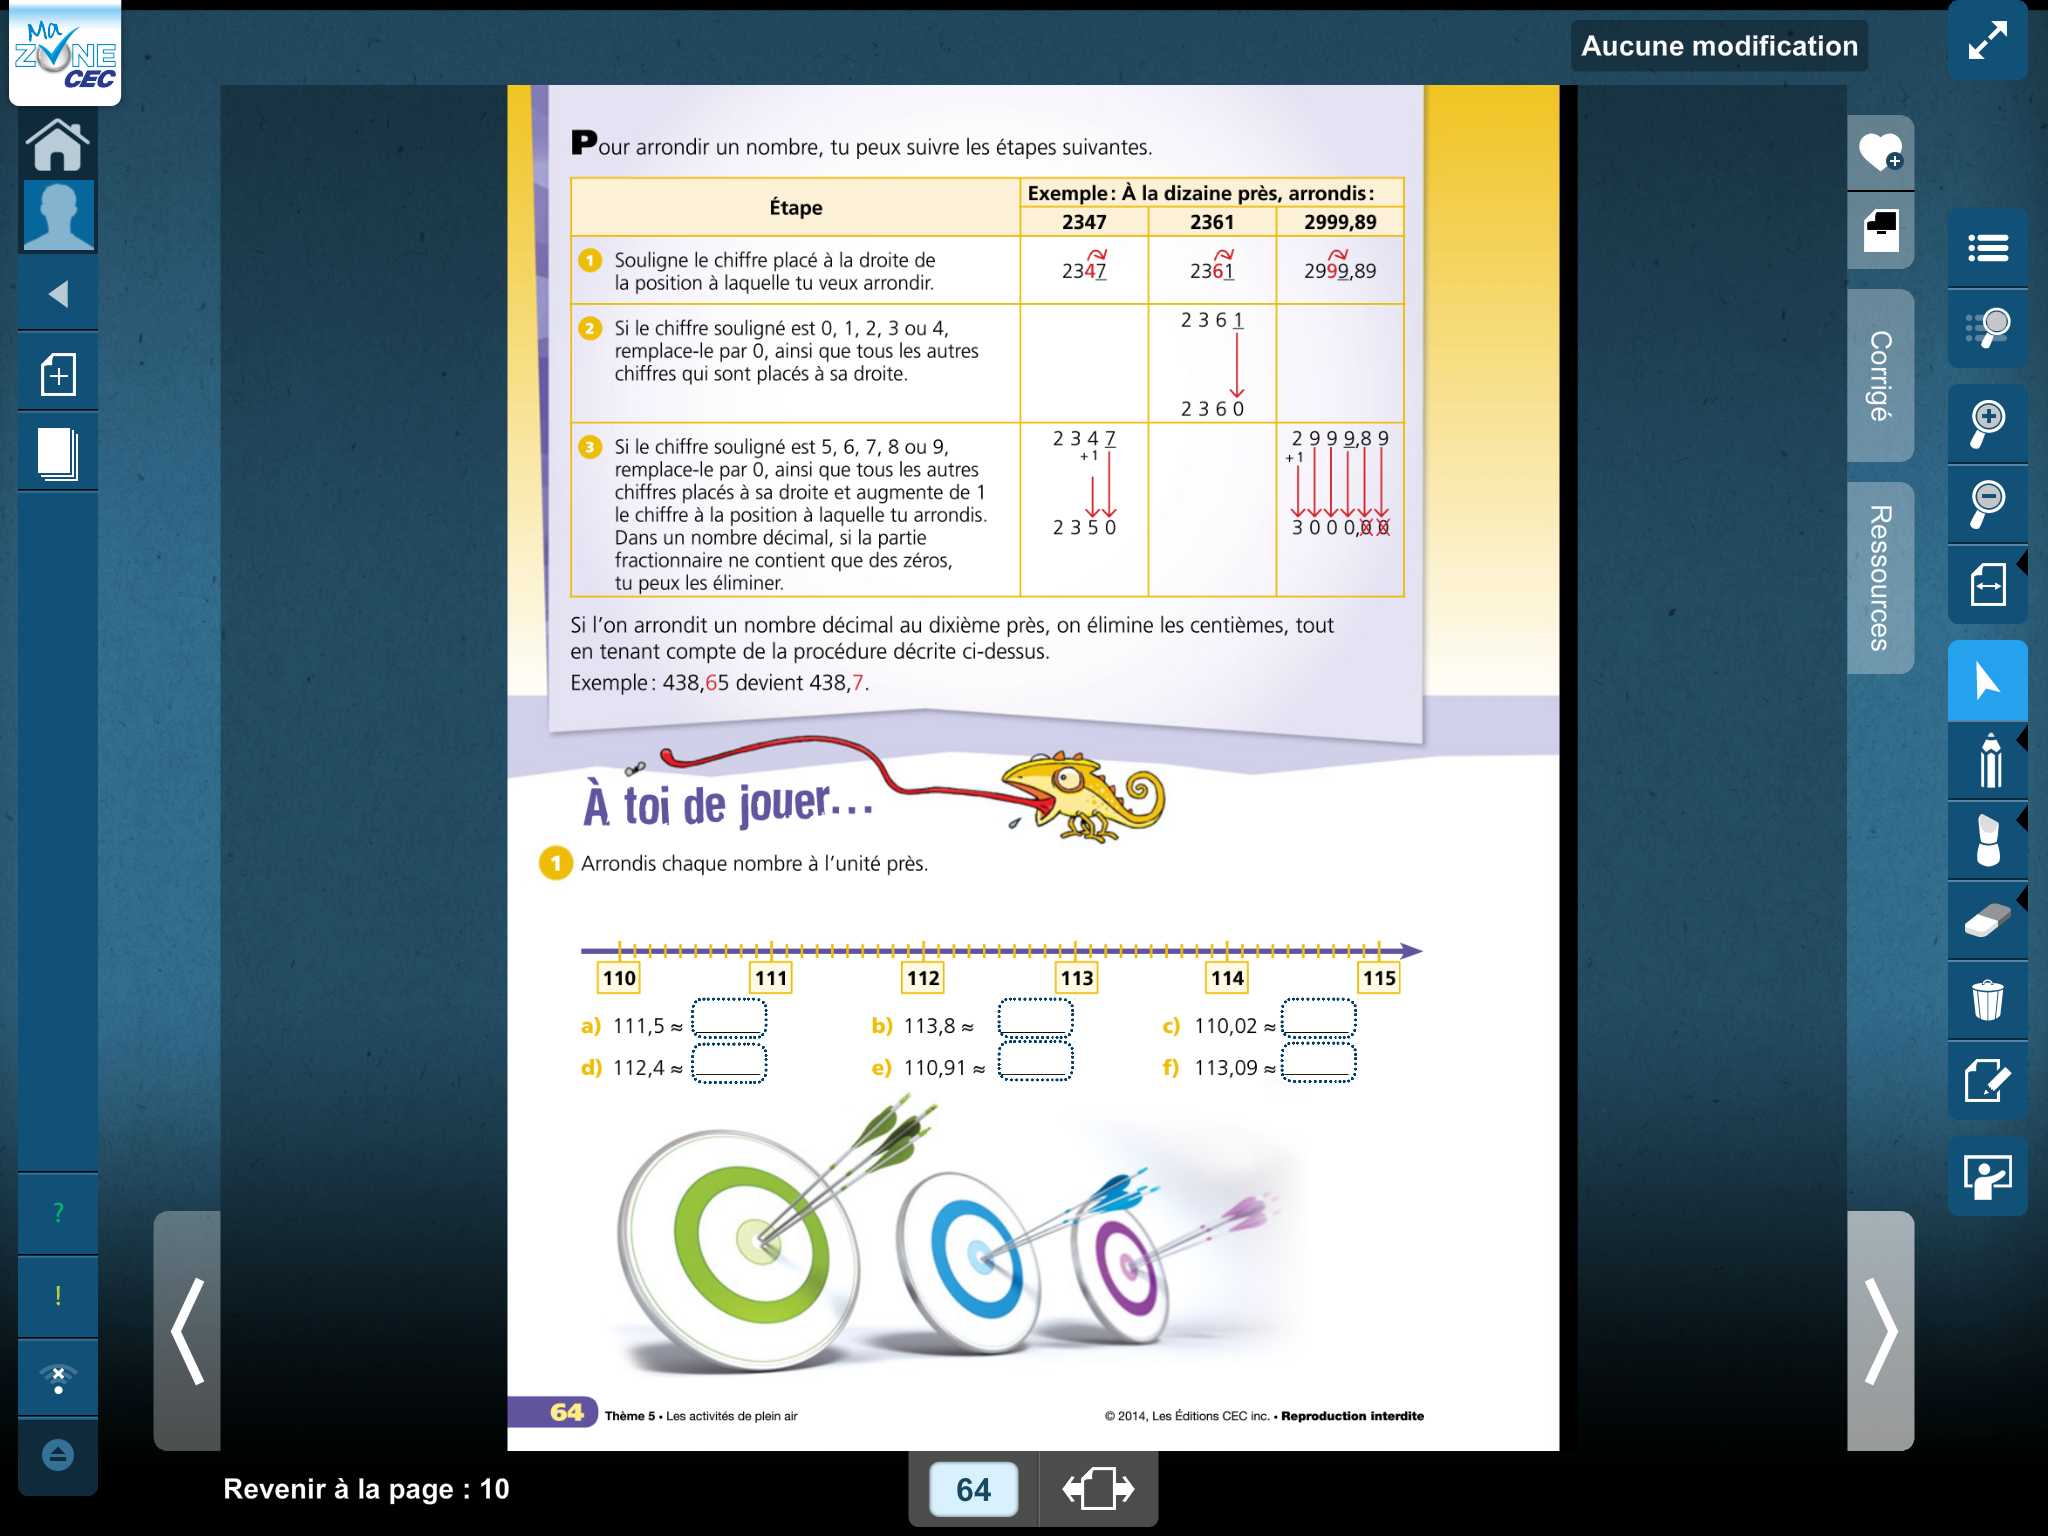 Ma
ZONE
CEC
Aucune modification
Pour arrondir un nombre, tu peux suivre les étapes suivantes.
Étape
Exemple : À la dizaine près, arrondis :
2347 2361 2999,89
1 Souligne le chiffre placé à la droite de
la position à laquelle tu veux arrondir.
2347 2361 2999,89
2 Si le chiffre souligné est 0, 1, 2, 3 ou 4,
remplace-le par 0, ainsi que tous les autres
chiffres qui sont placés à sa droite.
2 3 6 1
2 3 6 0
3 Si le chiffre souligné est 5, 6, 7, 8 ou 9,
remplace-le par 0, ainsi que tous les autres
chiffres placés à sa droite et augmente de 1
le chiffre à la position à laquelle tu arrondis.
Dans un nombre décimal, si la partie
fractionnaire ne contient que des zéros,
tu peux les éliminer.
2 3 4 7
+1
2 3 5 0
2 9 9 9,8 9
+1
3 0 0 0,0 0
Si l'on arrondit un nombre décimal au dixième près, on élimine les centièmes, tout
en tenant compte de la procédure décrite ci-dessus.
Exemple : 438,65 devient 438,7.
À toi de jouer...
1 Arrondis chaque nombre à l'unité près.
110 111 112 113 114 115
a) 111,5 ≈ b) 113,8 ≈ c) 110,02 ≈
d) 112,4 ≈ e) 110,91 ≈ f) 113,09 ≈
64 Thème 5 • Les activités de plein air
© 2014, Les Éditions CEC inc. • Reproduction interdite
Corrigé
Ressources
?
!
Revenir à la page : 10
64